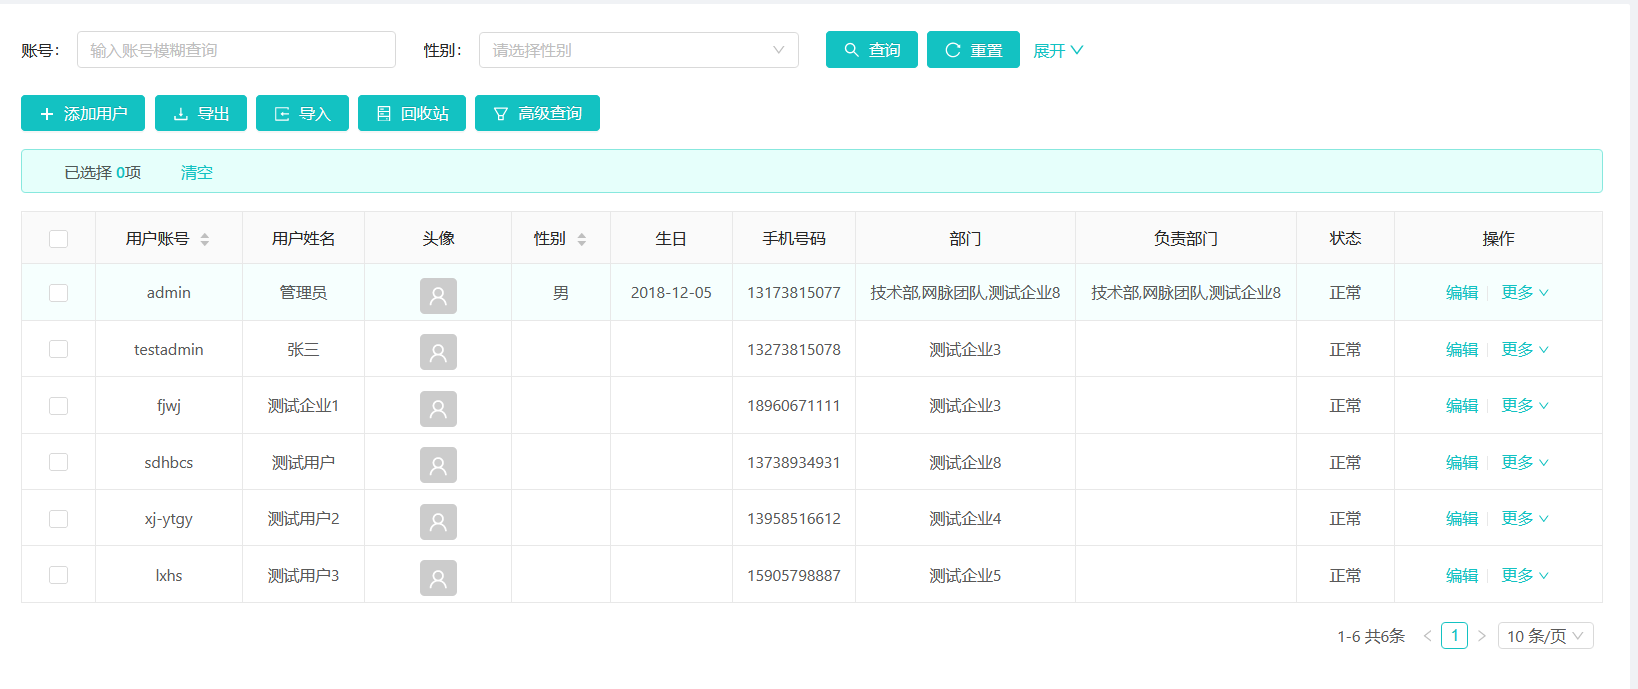 账号： 输入账号模糊查询 性别： 请选择性别 查询 重置 展开
添加用户 导出 导入 回收站 高级查询
已选择 0项 清空
用户账号 用户姓名 头像 性别 生日 手机号码 部门 负责部门 状态 操作
admin 管理员 男 2018-12-05 13173815077 技术部,网脉团队,测试企业8 技术部,网脉团队,测试企业8 正常 编辑 更多
testadmin 张三 13273815078 测试企业3 正常 编辑 更多
fjwj 测试企业1 18960671111 测试企业3 正常 编辑 更多
sdhbcs 测试用户 13738934931 测试企业8 正常 编辑 更多
xj-ytgy 测试用户2 13958516612 测试企业4 正常 编辑 更多
lxhs 测试用户3 15905798887 测试企业5 正常 编辑 更多
1-6 共6条 < 1 > 10 条/页